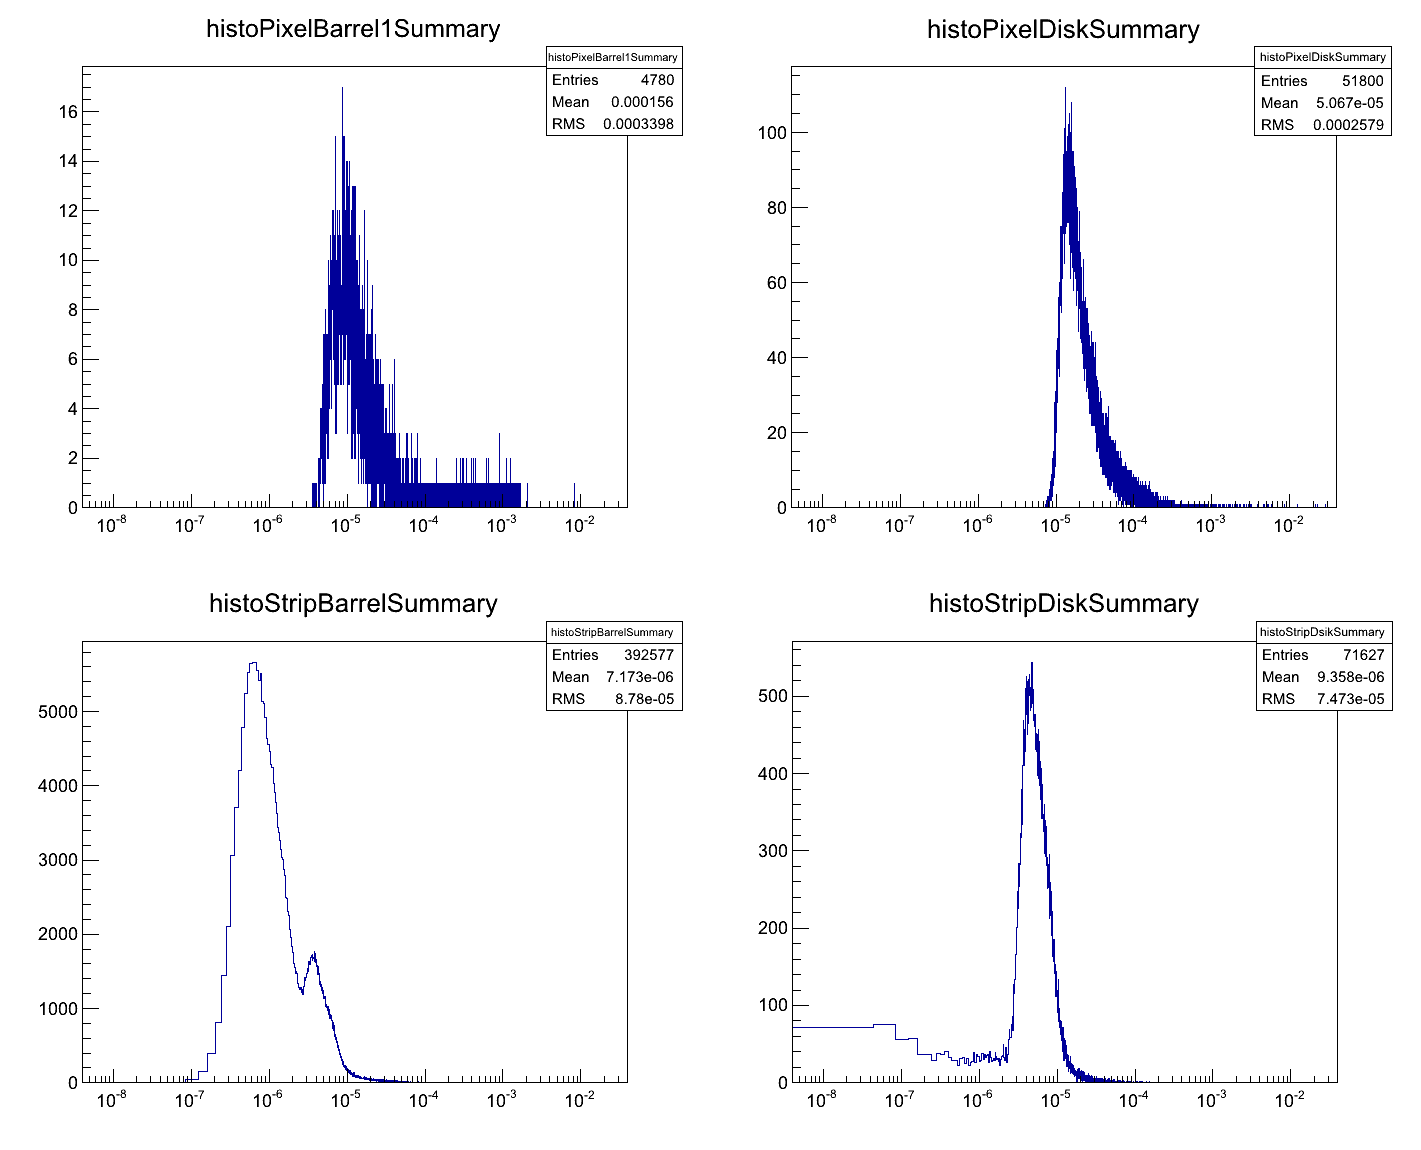 histoPixelBarrel1Summary
histoPixelBarrel1Summary
Entries 4780
Mean 0.000156
RMS 0.0003398
16
14
12
10
8
6
4
2
0
10-8 10-7 10-6 10-5 10-4 10-3 10-2
histoPixelDiskSummary
histoPixelDiskSummary
Entries 51800
Mean 5.067e-05
RMS 0.0002579
100
80
60
40
20
0
10-8 10-7 10-6 10-5 10-4 10-3 10-2
histoStripBarrelSummary
histoStripBarrelSummary
Entries 392577
Mean 7.173e-06
RMS 8.78e-05
5000
4000
3000
2000
1000
0
10-8 10-7 10-6 10-5 10-4 10-3 10-2
histoStripDiskSummary
histoStripDsikSummary
Entries 71627
Mean 9.358e-06
RMS 7.473e-05
500
400
300
200
100
0
10-8 10-7 10-6 10-5 10-4 10-3 10-2